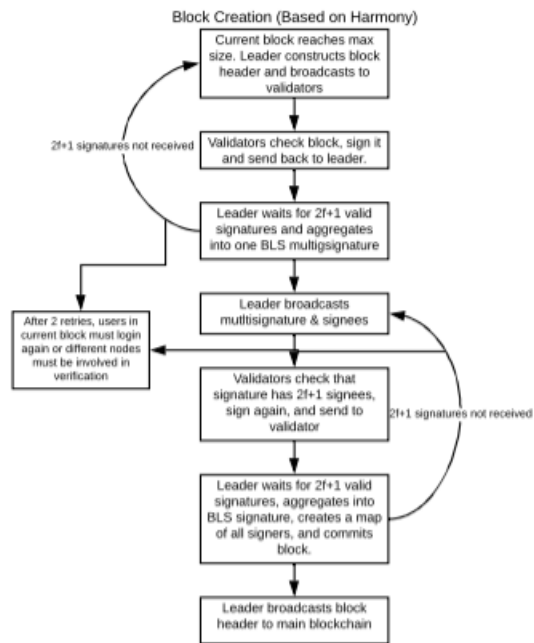 Block Creation (Based on Harmony)
Current block reaches max
size. Leader constructs block
header and broadcasts to
validators
2f+1 signatures not received
Validators check block, sign it
and send back to leader.
Leader waits for 2f+1 valid
signatures and aggregates
into one BLS multigsignature
After 2 retries, users in
current block must login
again or different nodes
must be involved in
verification
Leader broadcasts
mutltisignature & signees
Validators check that
signature has 2f+1 signees,
sign again, and send to
validator
2f+1 signatures not received
Leader waits for 2f+1 valid
signatures, aggregates into
BLS signature, creates a map
of all signers, and commits
block.
Leader broadcasts block
header to main blockchain